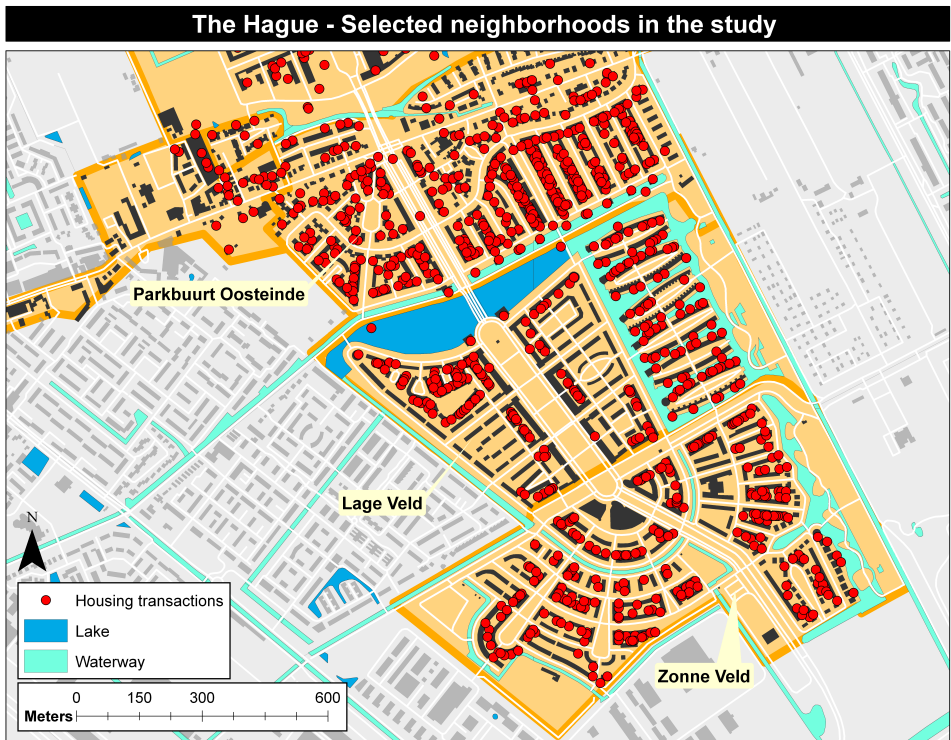 The Hague - Selected neighborhoods in the study
Parkbuurt Oosteinde
Lage Veld
Zonne Veld
N
Housing transactions
Lake
Waterway
0 150 300 600
Meters